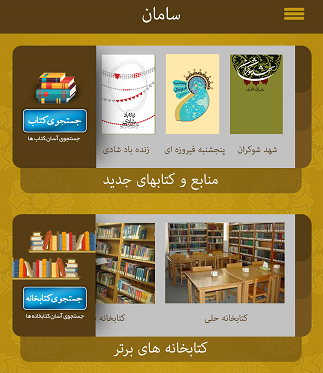 سامان
جستجوی کتاب
جستجوی آسان کتاب ها
زنده باد شادی
پنجشنبه فیروزه ای
شهد شوکران
منابع و کتابهای جدید
جستجوی کتابخانه
جستجوی آسان کتابخانه ها
کتابخانه
کتابخانه حلی
کتابخانه های برتر